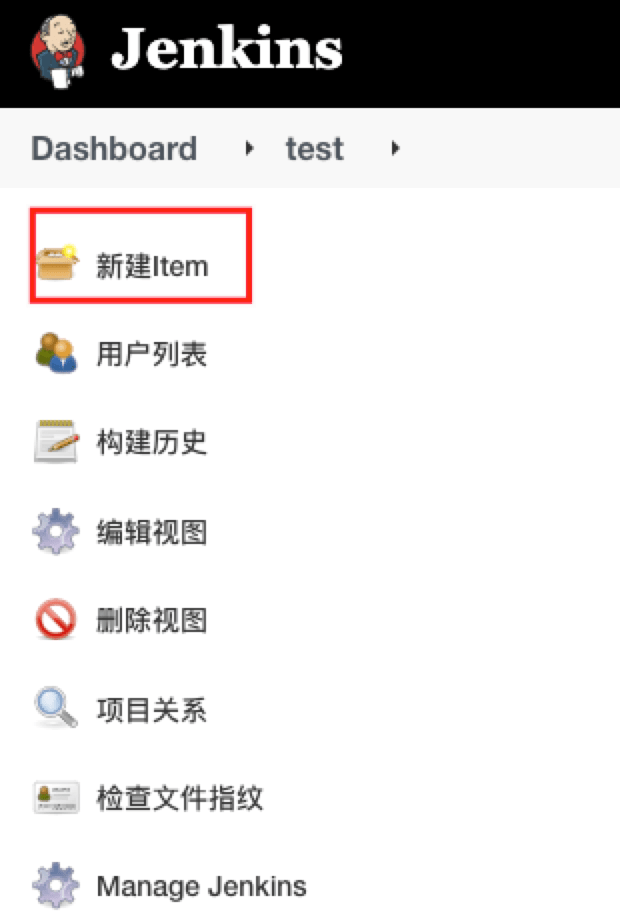 Jenkins
Dashboard test
新建Item
用户列表
构建历史
编辑视图
删除视图
项目关系
检查文件指纹
Manage Jenkins